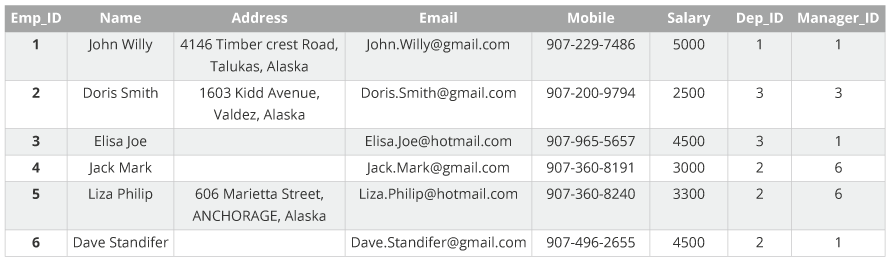 Emp_ID Name Address Email Mobile Salary Dep_ID Manager_ID
1 John Willy 4146 Timber crest Road, John.Willy@gmail.com 907-229-7486 5000 1 1
Talukas, Alaska
2 Doris Smith 1603 Kidd Avenue, Doris.Smith@gmail.com 907-200-9794 2500 3 3
Valdez, Alaska
3 Elisa Joe Elisa.Joe@hotmail.com 907-965-5657 4500 3 1
4 Jack Mark Jack.Mark@gmail.com 907-360-8191 3000 2 6
5 Liza Philip 606 Marietta Street, Liza.Philip@hotmail.com 907-360-8240 3300 2 6
ANCHORAGE, Alaska
6 Dave Standifer Dave.Standifer@gmail.com 907-496-2655 4500 2 1